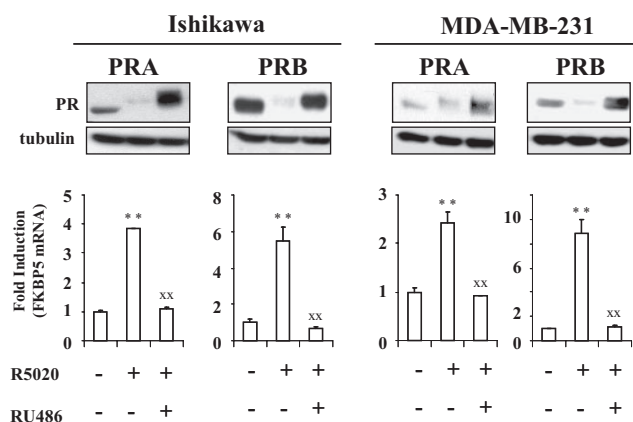 Ishikawa MDA-MB-231
PRA PRB PRA PRB
PR
tubulin
Fold Induction
(FKBP5 mRNA)
5 8 3 10
4 6 8
3 2 6
2 4 4
1 2 1 2
0 0 0 0
** ** ** **
xx xx xx xx
R5020 - + + - + + - + + - + +
RU486 - - + - - + - - + - - +